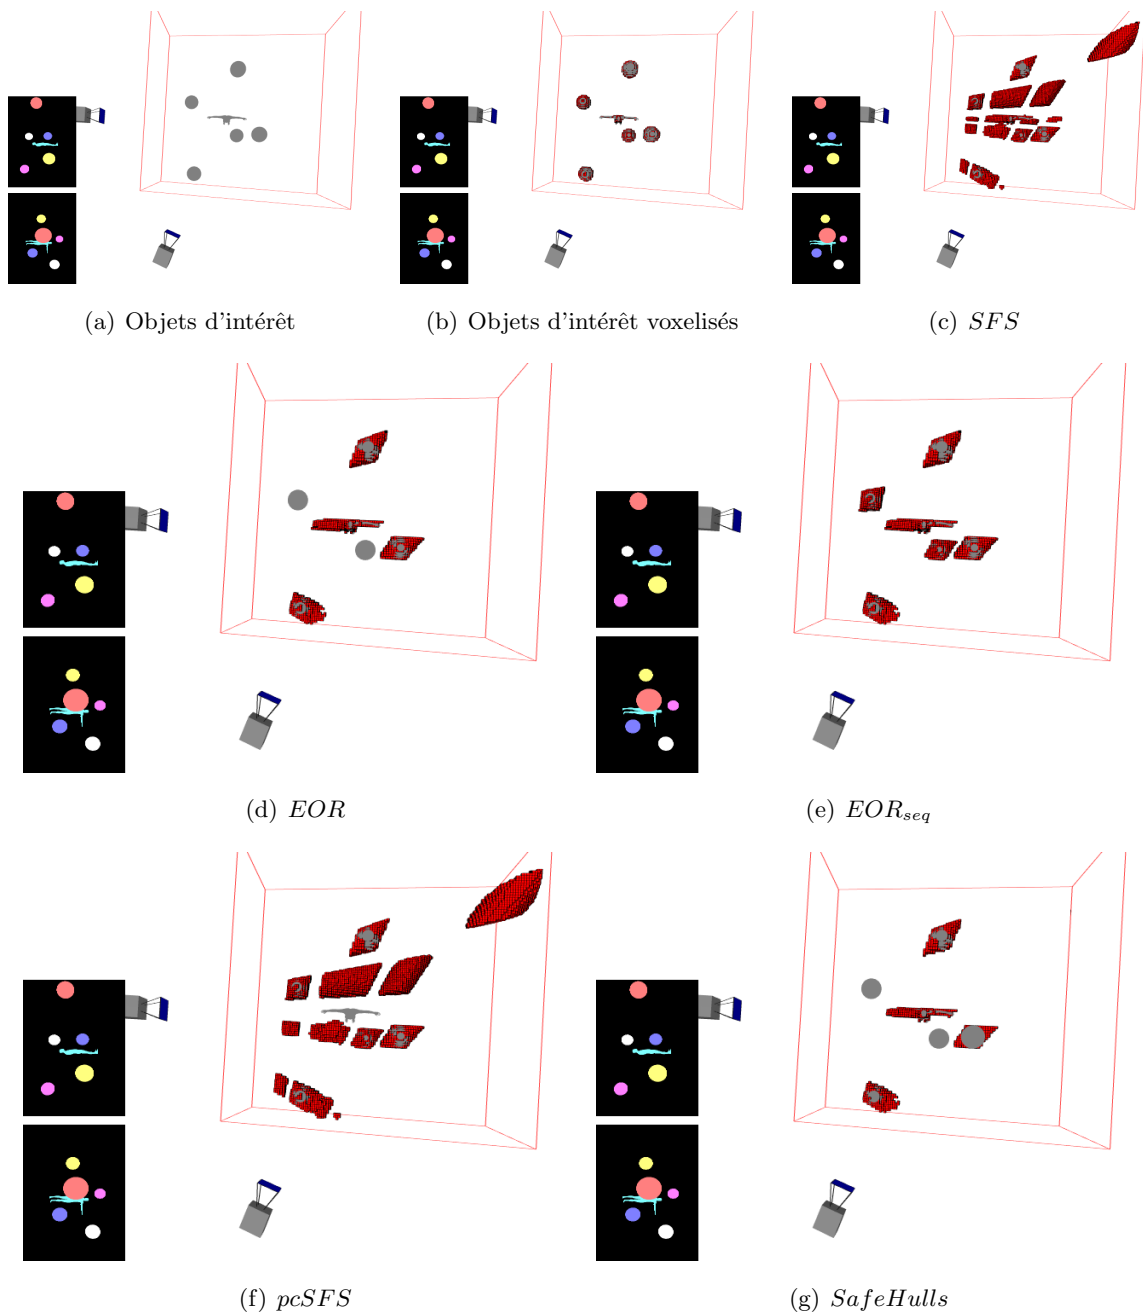 (a) Objets d'intérêt
(b) Objets d'intérêt voxelisés
(c) SFS
(d) EOR
(e) EORseq
(f) pcSFS
(g) SafeHulls